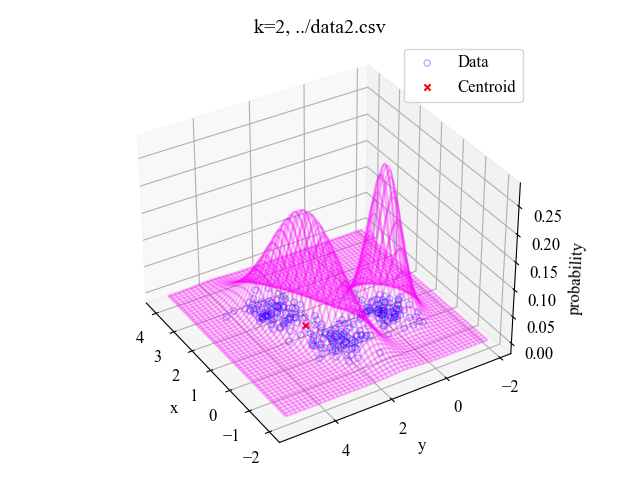 k=2, ../data2.csv
Data
Centroid
0.25
0.20
0.15
0.10
0.05
0.00
probability
4
3
2
1
0
−1
−2
x
4
2
0
−2
y